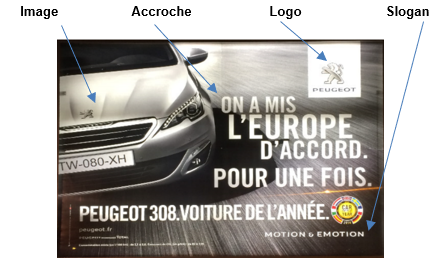 Image Accroche Logo Slogan
PEUGEOT
ON A MIS
L'EUROPE
D'ACCORD.
POUR UNE FOIS.
TW-080-XH
PEUGEOT 308.VOITURE DE L'ANNÉE.
CAR
peugeot.fr
MOTION & EMOTION